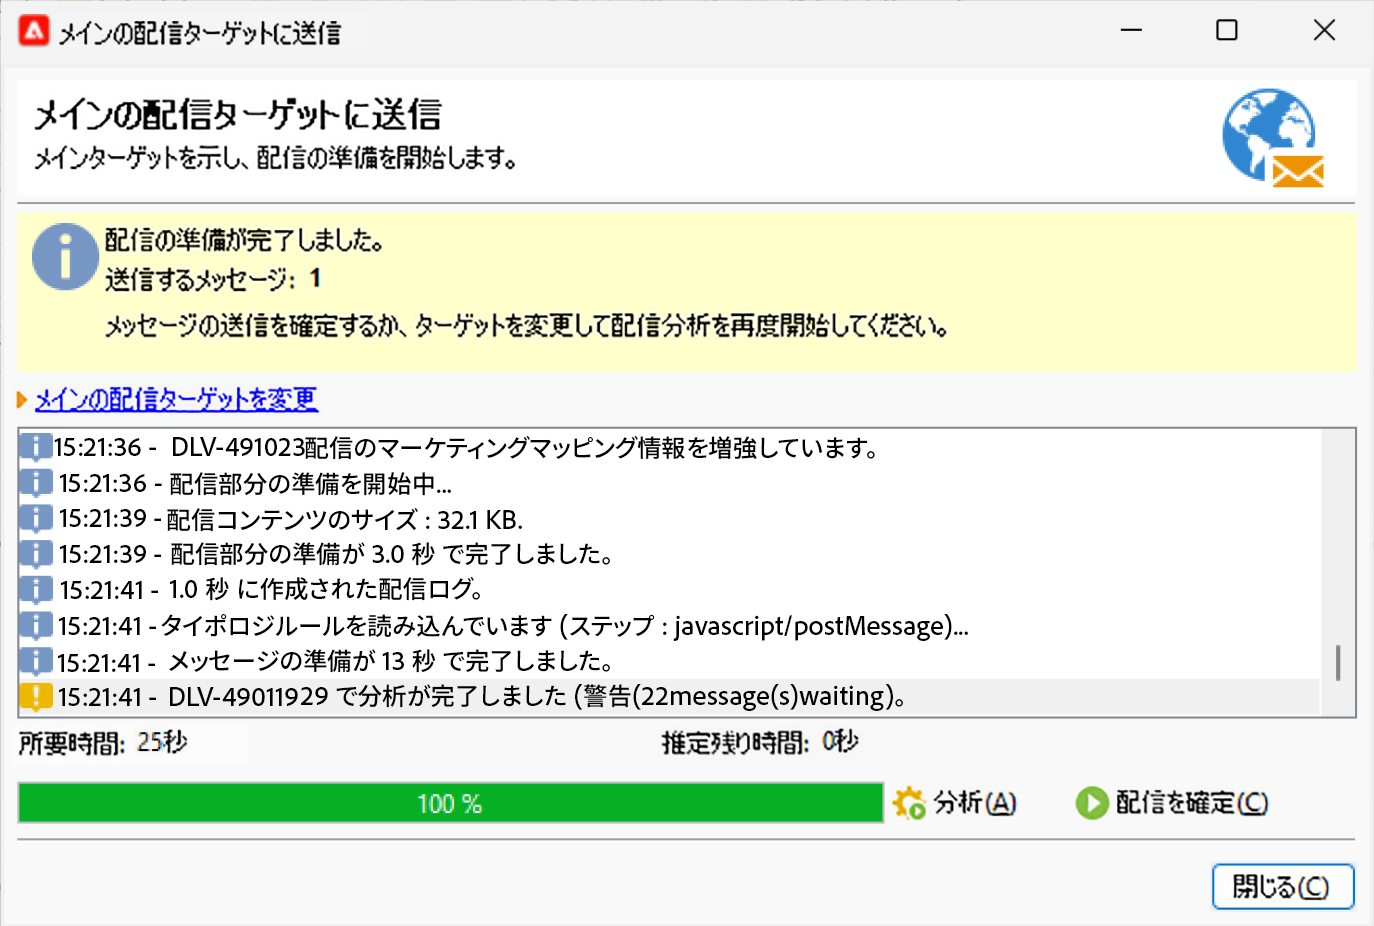 メインの配信ターゲットに送信
メインの配信ターゲットに送信
メインターゲットを示し、配信の準備を開始します。
配信の準備が完了しました。
送信するメッセージ: 1
メッセージの送信を確定するか、ターゲットを変更して配信分析を再度開始してください。
メインの配信ターゲットを変更
15:21:36 - DLV-491023配信のマーケティングマッピング情報を増強しています。
15:21:36 - 配信部分の準備を開始中...
15:21:39 - 配信コンテンツのサイズ : 32.1 KB.
15:21:39 - 配信部分の準備が 3.0 秒 で完了しました。
15:21:41 - 1.0 秒 に作成された配信ログ。
15:21:41 - タイポロジルールを読み込んでいます (ステップ : javascript/postMessage)...
15:21:41 - メッセージの準備が 13 秒 で完了しました。
15:21:41 - DLV-49011929 で分析が完了しました (警告(22message(s)waiting)。
所要時間: 25秒 推定残り時間: 0秒
100 % 分析(A) 配信を確定(C)
閉じる(C)